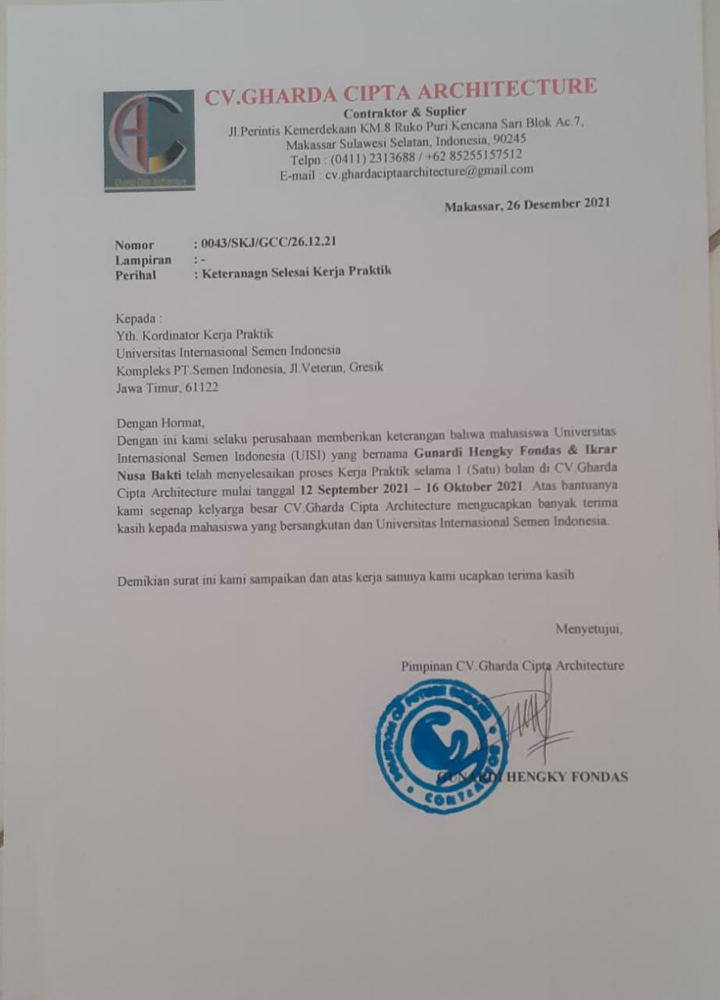 CV.GHARDA CIPTA ARCHITECTURE
Contraktor & Suplier
Jl.Perintis Kemerdekaan KM.8 Ruko Puri Kencana Sari Blok Ac.7,
Makassar Sulawesi Selatan, Indonesia, 90245
Telpn : (0411) 2313688 / +62 85255157512
E-mail : cv.ghardaciptaarchitecture@gmail.com
Gharda Cipta Architecture
Makassar, 26 Desember 2021
Nomor : 0043/SKJ/GCC/26.12.21
Lampiran : -
Perihal : Keteranagn Selesai Kerja Praktik
Kepada :
Yth. Kordinator Kerja Praktik
Universitas Internasional Semen Indonesia
Kompleks PT.Semen Indonesia, Jl.Veteran, Gresik
Jawa Timur, 61122
Dengan Hormat,
Dengan ini kami selaku perusahaan memberikan keterangan bahwa mahasiswa Universitas
Internasional Semen Indonesia (UISI) yang bernama Gunardi Hengky Fondas & Ikrar
Nusa Bakti telah menyelesaikan proses Kerja Praktik selama 1 (Satu) bulan di CV.Gharda
Cipta Architecture mulai tanggal 12 September 2021 – 16 Oktober 2021. Atas bantuanya
kami segenap kelyarga besar CV.Gharda Cipta Architecture mengucapkan banyak terima
kasih kepada mahasiswa yang bersangkutan dan Universitas Internasional Semen Indonesia.
Demikian surat ini kami sampaikan dan atas kerja samnya kami ucapkan terima kasih
Menyetujui,
Pimpinan CV.Gharda Cipta Architecture
SOLUTION OF FUTURE
CONTRAKTOR
GUNARDI HENGKY FONDAS